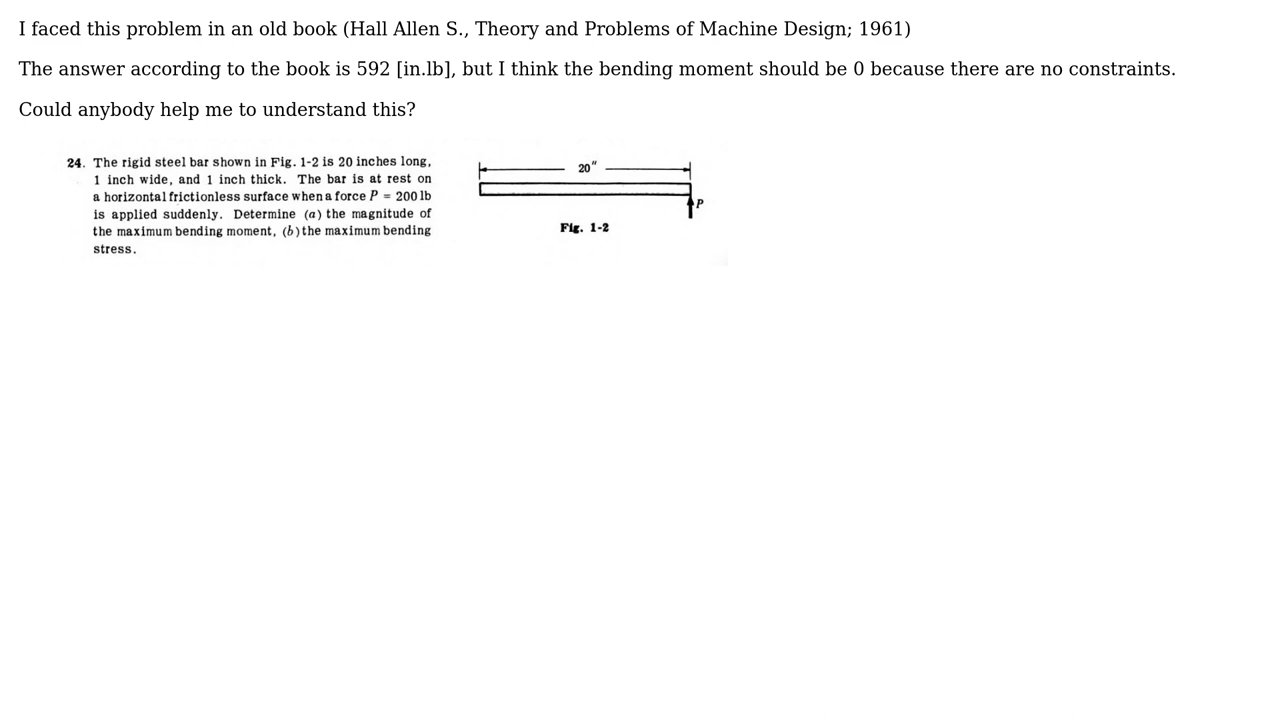 I faced this problem in an old book (Hall Allen S., Theory and Problems of Machine Design; 1961)
The answer according to the book is 592 [in.lb], but I think the bending moment should be 0 because there are no constraints.
Could anybody help me to understand this?
24. The rigid steel bar shown in Fig. 1-2 is 20 inches long,
1 inch wide, and 1 inch thick. The bar is at rest on
a horizontal frictionless surface when a force P = 200 lb
is applied suddenly. Determine (a) the magnitude of
the maximum bending moment, (b) the maximum bending
stress.
20"
P
Fig. 1-2